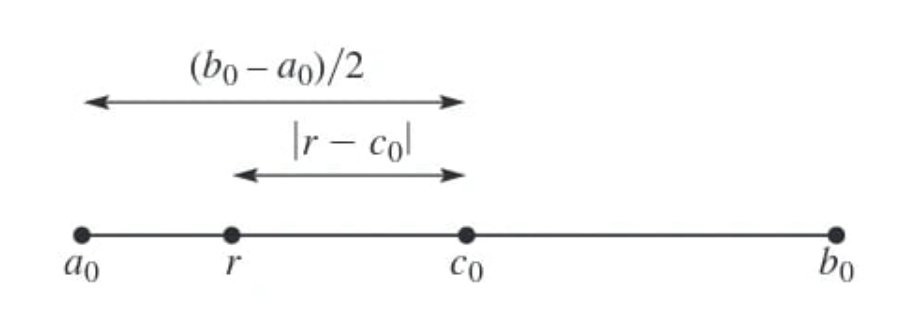 (b₀ – a₀)/2
|r – c₀|
a₀ r c₀ b₀